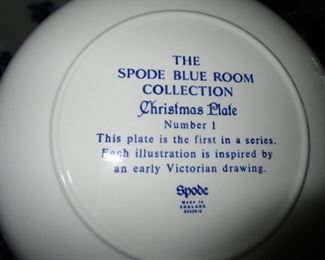 THE
SPODE BLUE ROOM
COLLECTION
Christmas Plate
Number 1
This plate is the first in a series.
Each illustration is inspired by
an early Victorian drawing.
Spode
Made in
ENGLAND